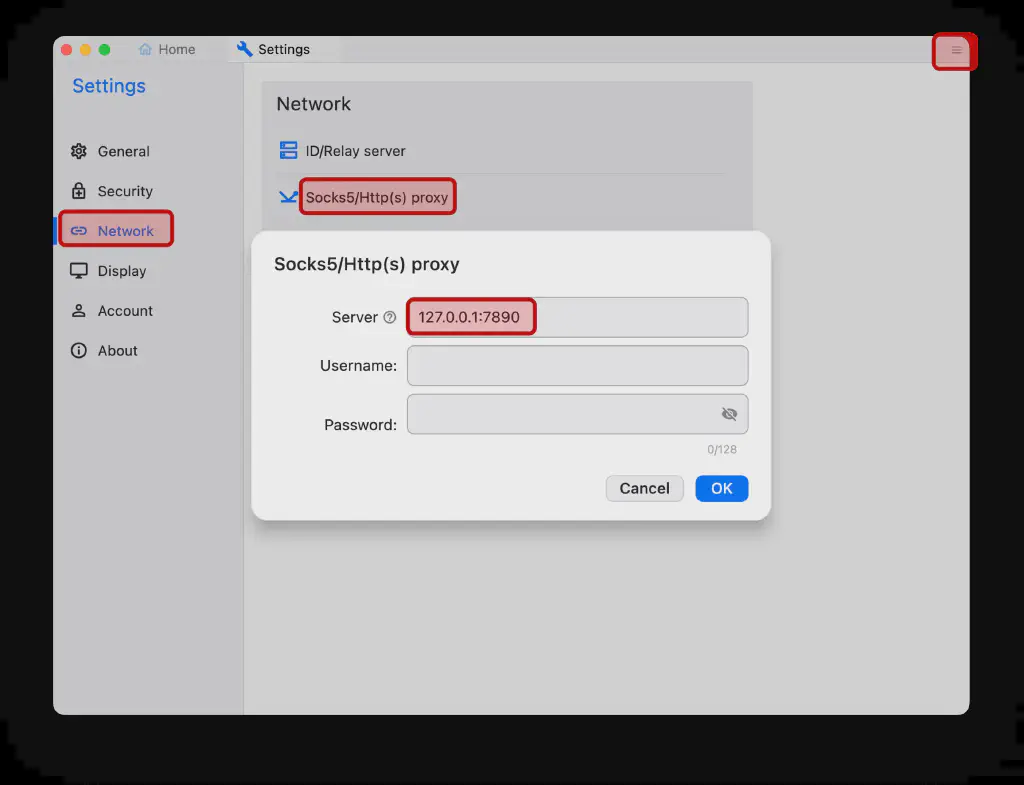 Home
Settings
Settings
General
Security
Network
Display
Account
About
Network
ID/Relay server
Socks5/Http(s) proxy
Socks5/Http(s) proxy
Server 127.0.0.1:7890
Username:
Password:
0/128
Cancel OK